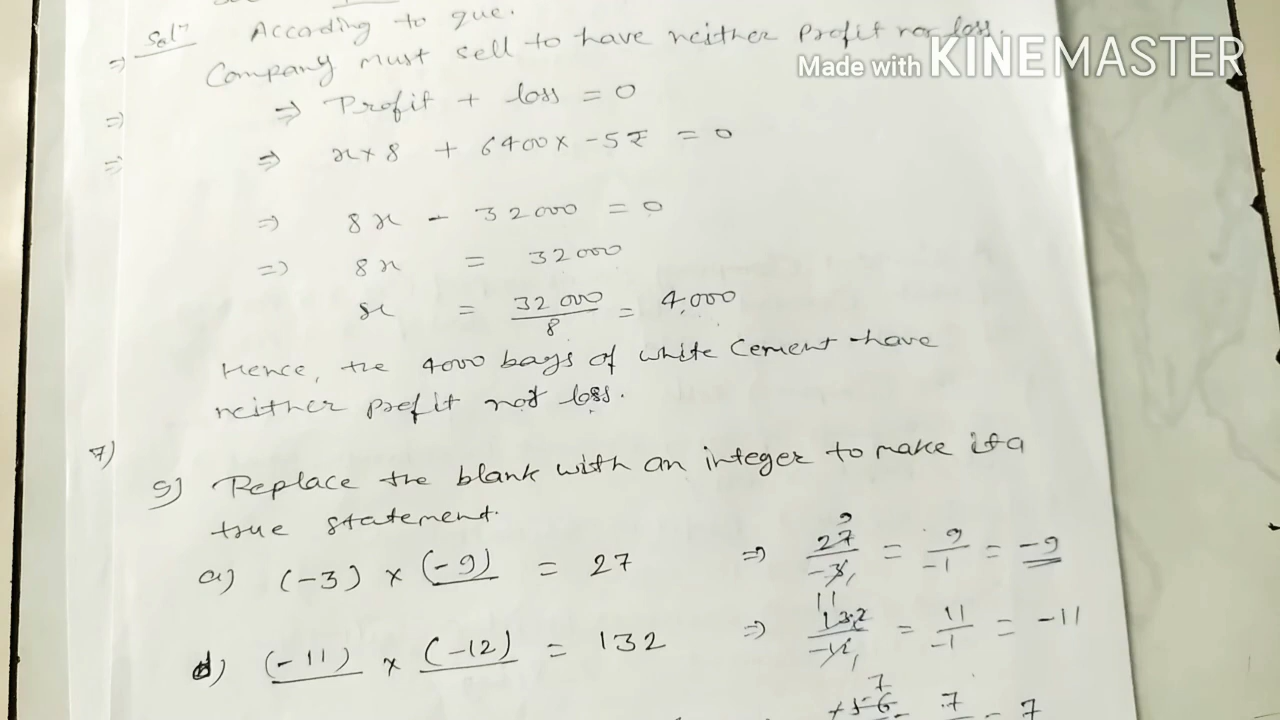 Solⁿ According to que.
Made with KINEMASTER
⇒ Company must sell to have neither Profit nor loss.
⇒ ⇒ Profit + loss = 0
⇒ ⇒ x × 8 + 6400 × -5₹ = 0
⇒ 8x - 32000 = 0
⇒ 8x = 32000
x = 32000/8 = 4,000
Hence, the 4000 bags of white cement have
neither profit not loss.
7)
5) Replace the blank with an integer to make it a
true statement.
a) (-3) × (-9) = 27 ⇒ 27/-3 = 9/-1 = -9
d) (-11) × (-12) = 132 ⇒ 132/-12 = 11/-1 = -11
7